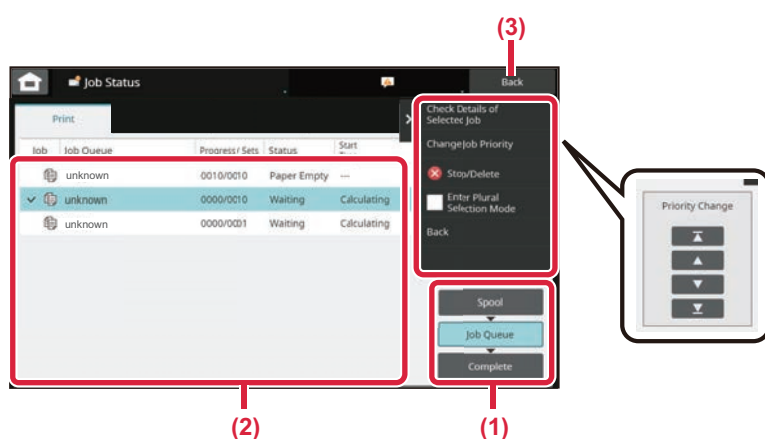 (3)
Job Status
Back
Print
Check Details of
Selected Job
Job Job Queue Progress / Sets Status Start
Change Job Priority
unknown 0010/0010 Paper Empty ---
Stop/Delete
unknown 0000/0010 Waiting Calculating
Enter Plural
Selection Mode
unknown 0000/0001 Waiting Calculating
Back
Priority Change
Spool
Job Queue
Complete
(2)
(1)